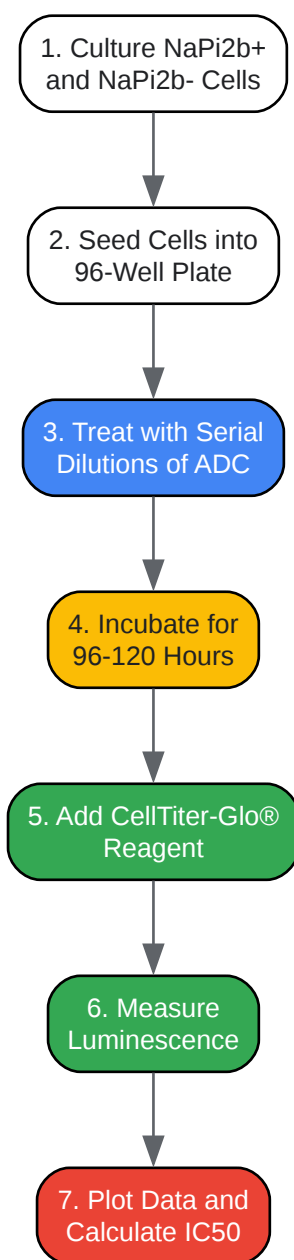 1. Culture NaPi2b+
and NaPi2b- Cells
2. Seed Cells into
96-Well Plate
3. Treat with Serial
Dilutions of ADC
4. Incubate for
96-120 Hours
5. Add CellTiter-Glo®
Reagent
6. Measure
Luminescence
7. Plot Data and
Calculate IC50